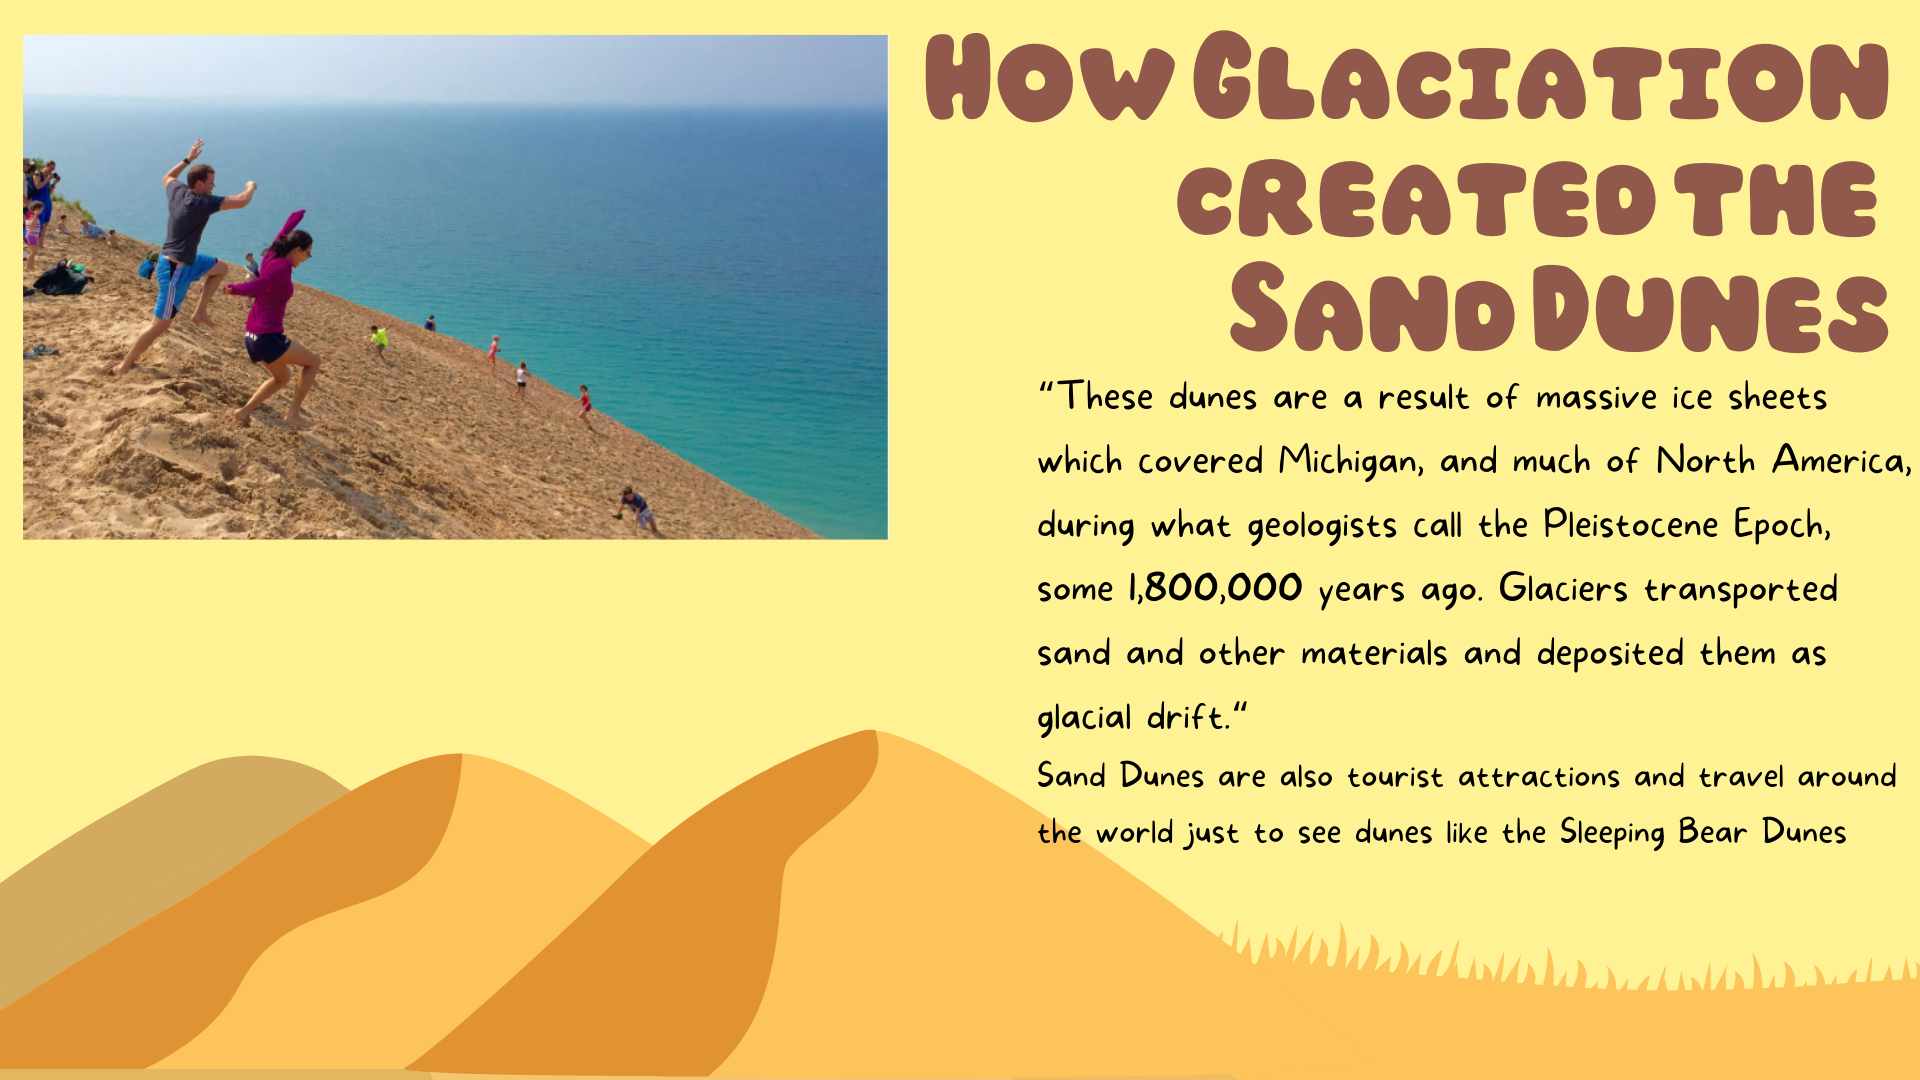 How Glaciation
created the
Sand Dunes
“These dunes are a result of massive ice sheets
which covered Michigan, and much of North America,
during what geologists call the Pleistocene Epoch,
some 1,800,000 years ago. Glaciers transported
sand and other materials and deposited them as
glacial drift.“
Sand Dunes are also tourist attractions and travel around
the world just to see dunes like the Sleeping Bear Dunes